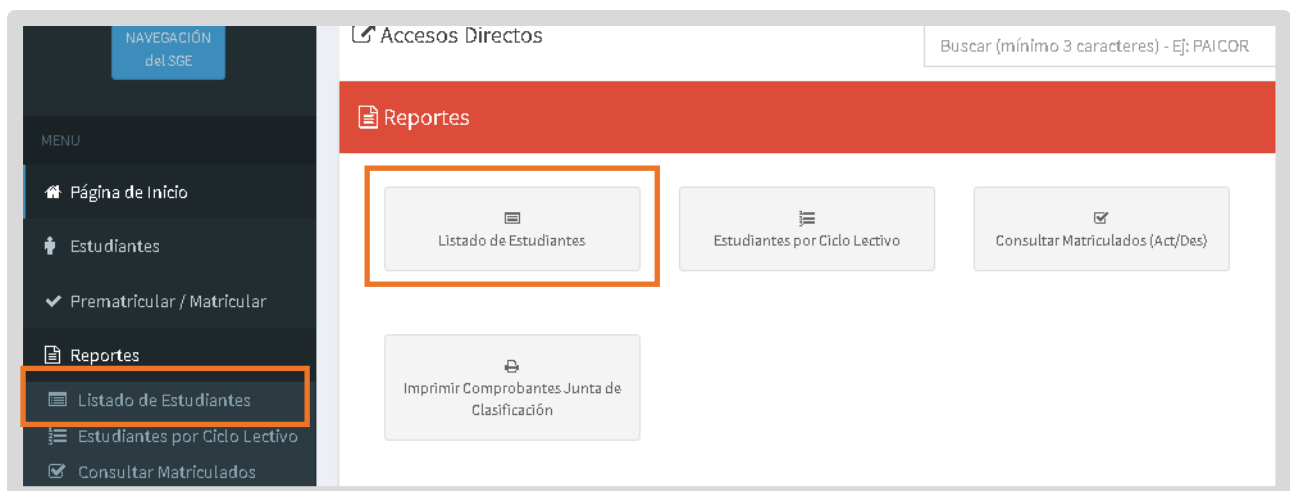 NAVEGACIÓN
del SGE
MENU
Página de Inicio
Estudiantes
Prematricular / Matricular
Reportes
Listado de Estudiantes
Estudiantes por Ciclo Lectivo
Consultar Matriculados
Accesos Directos
Buscar (mínimo 3 caracteres) - Ej: PAICOR
Reportes
Listado de Estudiantes
Estudiantes por Ciclo Lectivo
Consultar Matriculados (Act/Des)
Imprimir Comprobantes Junta de
Clasificación